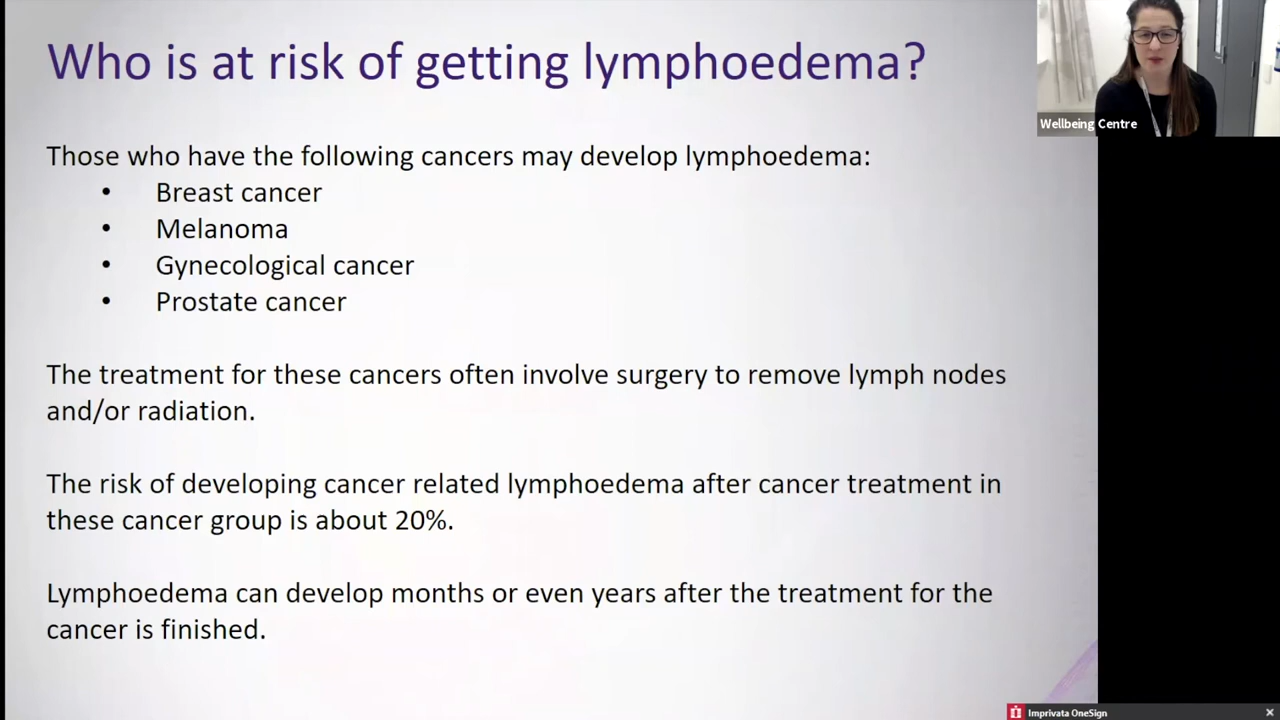 Who is at risk of getting lymphoedema?
Wellbeing Centre
Those who have the following cancers may develop lymphoedema:
• Breast cancer
• Melanoma
• Gynecological cancer
• Prostate cancer
The treatment for these cancers often involve surgery to remove lymph nodes
and/or radiation.
The risk of developing cancer related lymphoedema after cancer treatment in
these cancer group is about 20%.
Lymphoedema can develop months or even years after the treatment for the
cancer is finished.
Imprivata OneSign